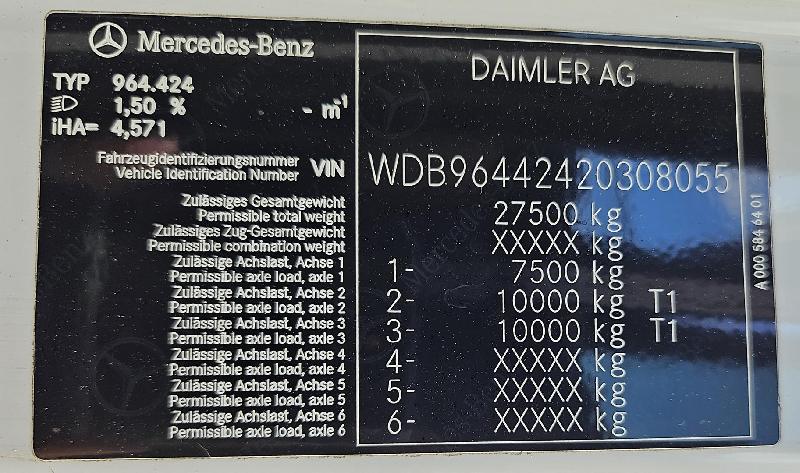 Mercedes-Benz
DAIMLER AG
TYP 964.424
1,50 % - m⁻¹
iHA= 4,571
Fahrzeugidentifizierungsnummer
Vehicle Identification Number VIN WDB96442420308055
Zulässiges Gesamtgewicht
Permissible total weight 27500 kg
Zulässiges Zug-Gesamtgewicht
Permissible combination weight XXXXX kg
Zulässige Achslast, Achse 1
Permissible axle load, axle 1 1- 7500 kg
Zulässige Achslast, Achse 2
Permissible axle load, axle 2 2- 10000 kg T1
Zulässige Achslast, Achse 3
Permissible axle load, axle 3 3- 10000 kg T1
Zulässige Achslast, Achse 4
Permissible axle load, axle 4 4- XXXXX kg
Zulässige Achslast, Achse 5
Permissible axle load, axle 5 5- XXXXX kg
Zulässige Achslast, Achse 6
Permissible axle load, axle 6 6- XXXXX kg
A 000 584 64 01